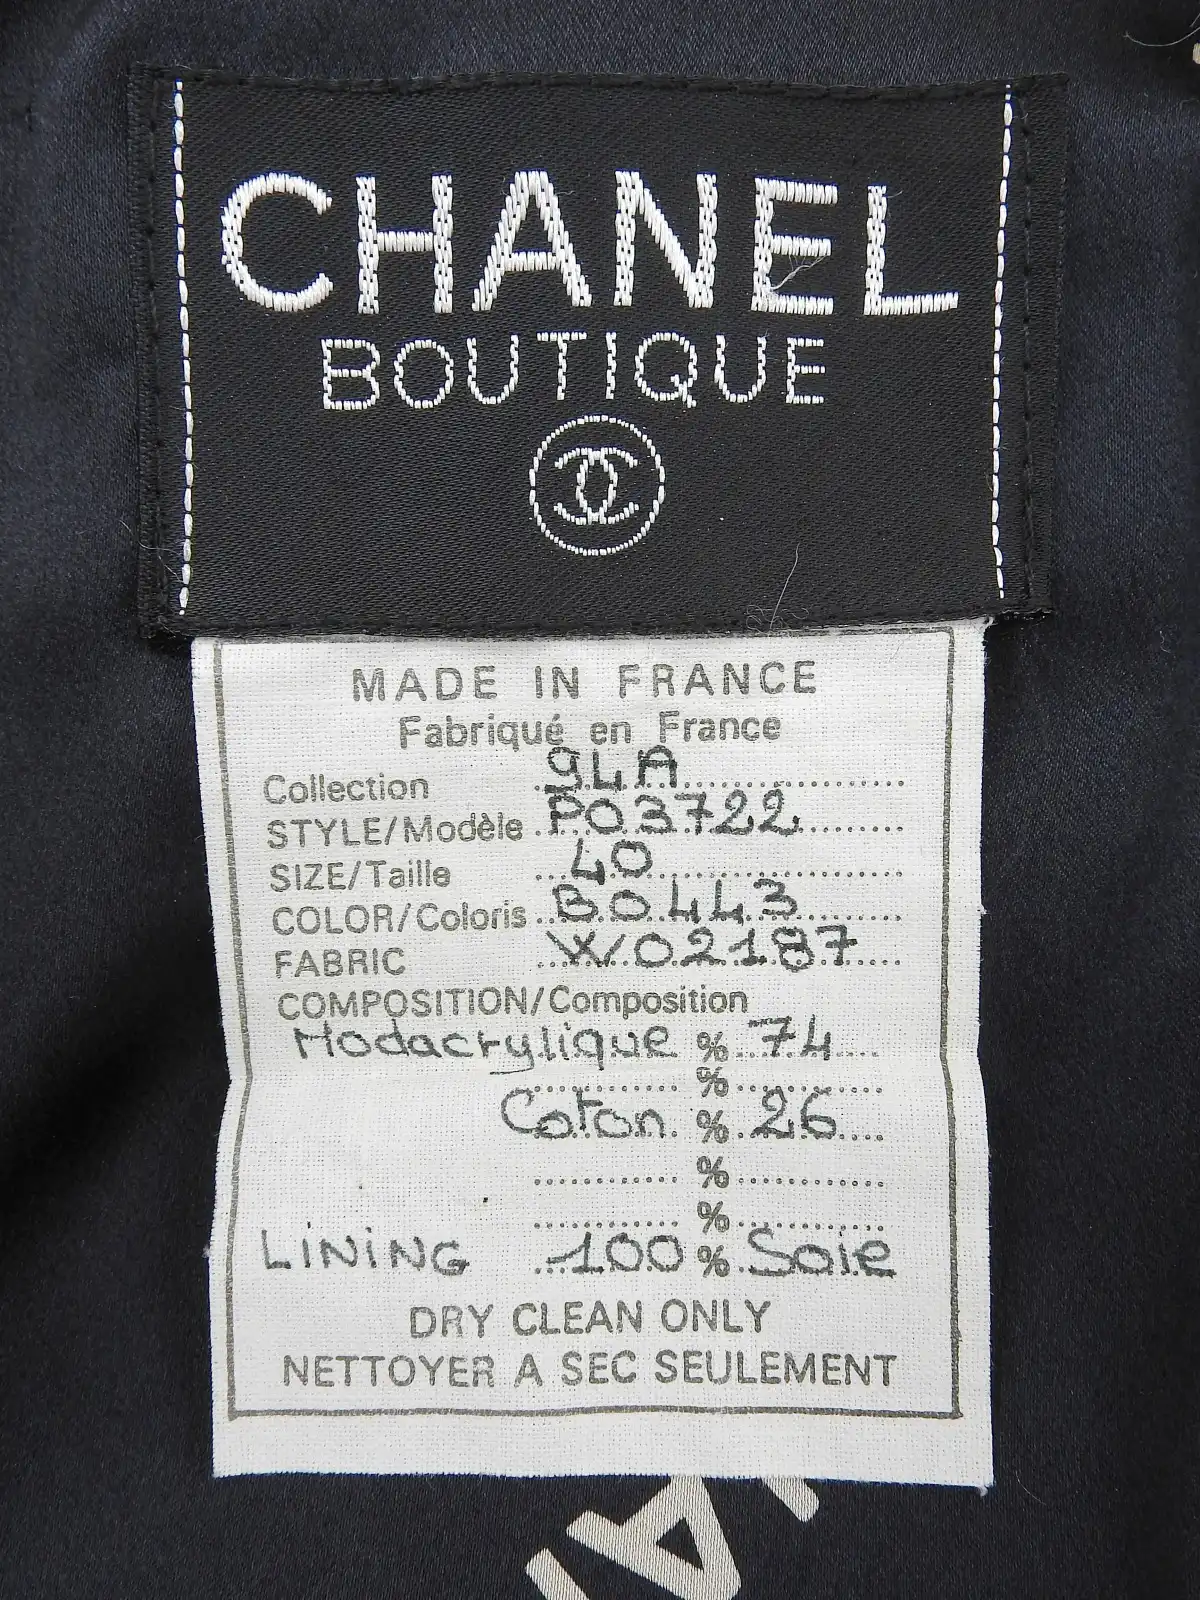 CHANEL
BOUTIQUE
MADE IN FRANCE
Fabriqué en France
Collection 94A
STYLE/Modèle P03722
SIZE/Taille 40
COLOR/Coloris B0443
FABRIC W02187
COMPOSITION/Composition
Modacrylique % 74
%
Coton % 26
%
%
LINING 100 % Soie
DRY CLEAN ONLY
NETTOYER A SEC SEULEMENT